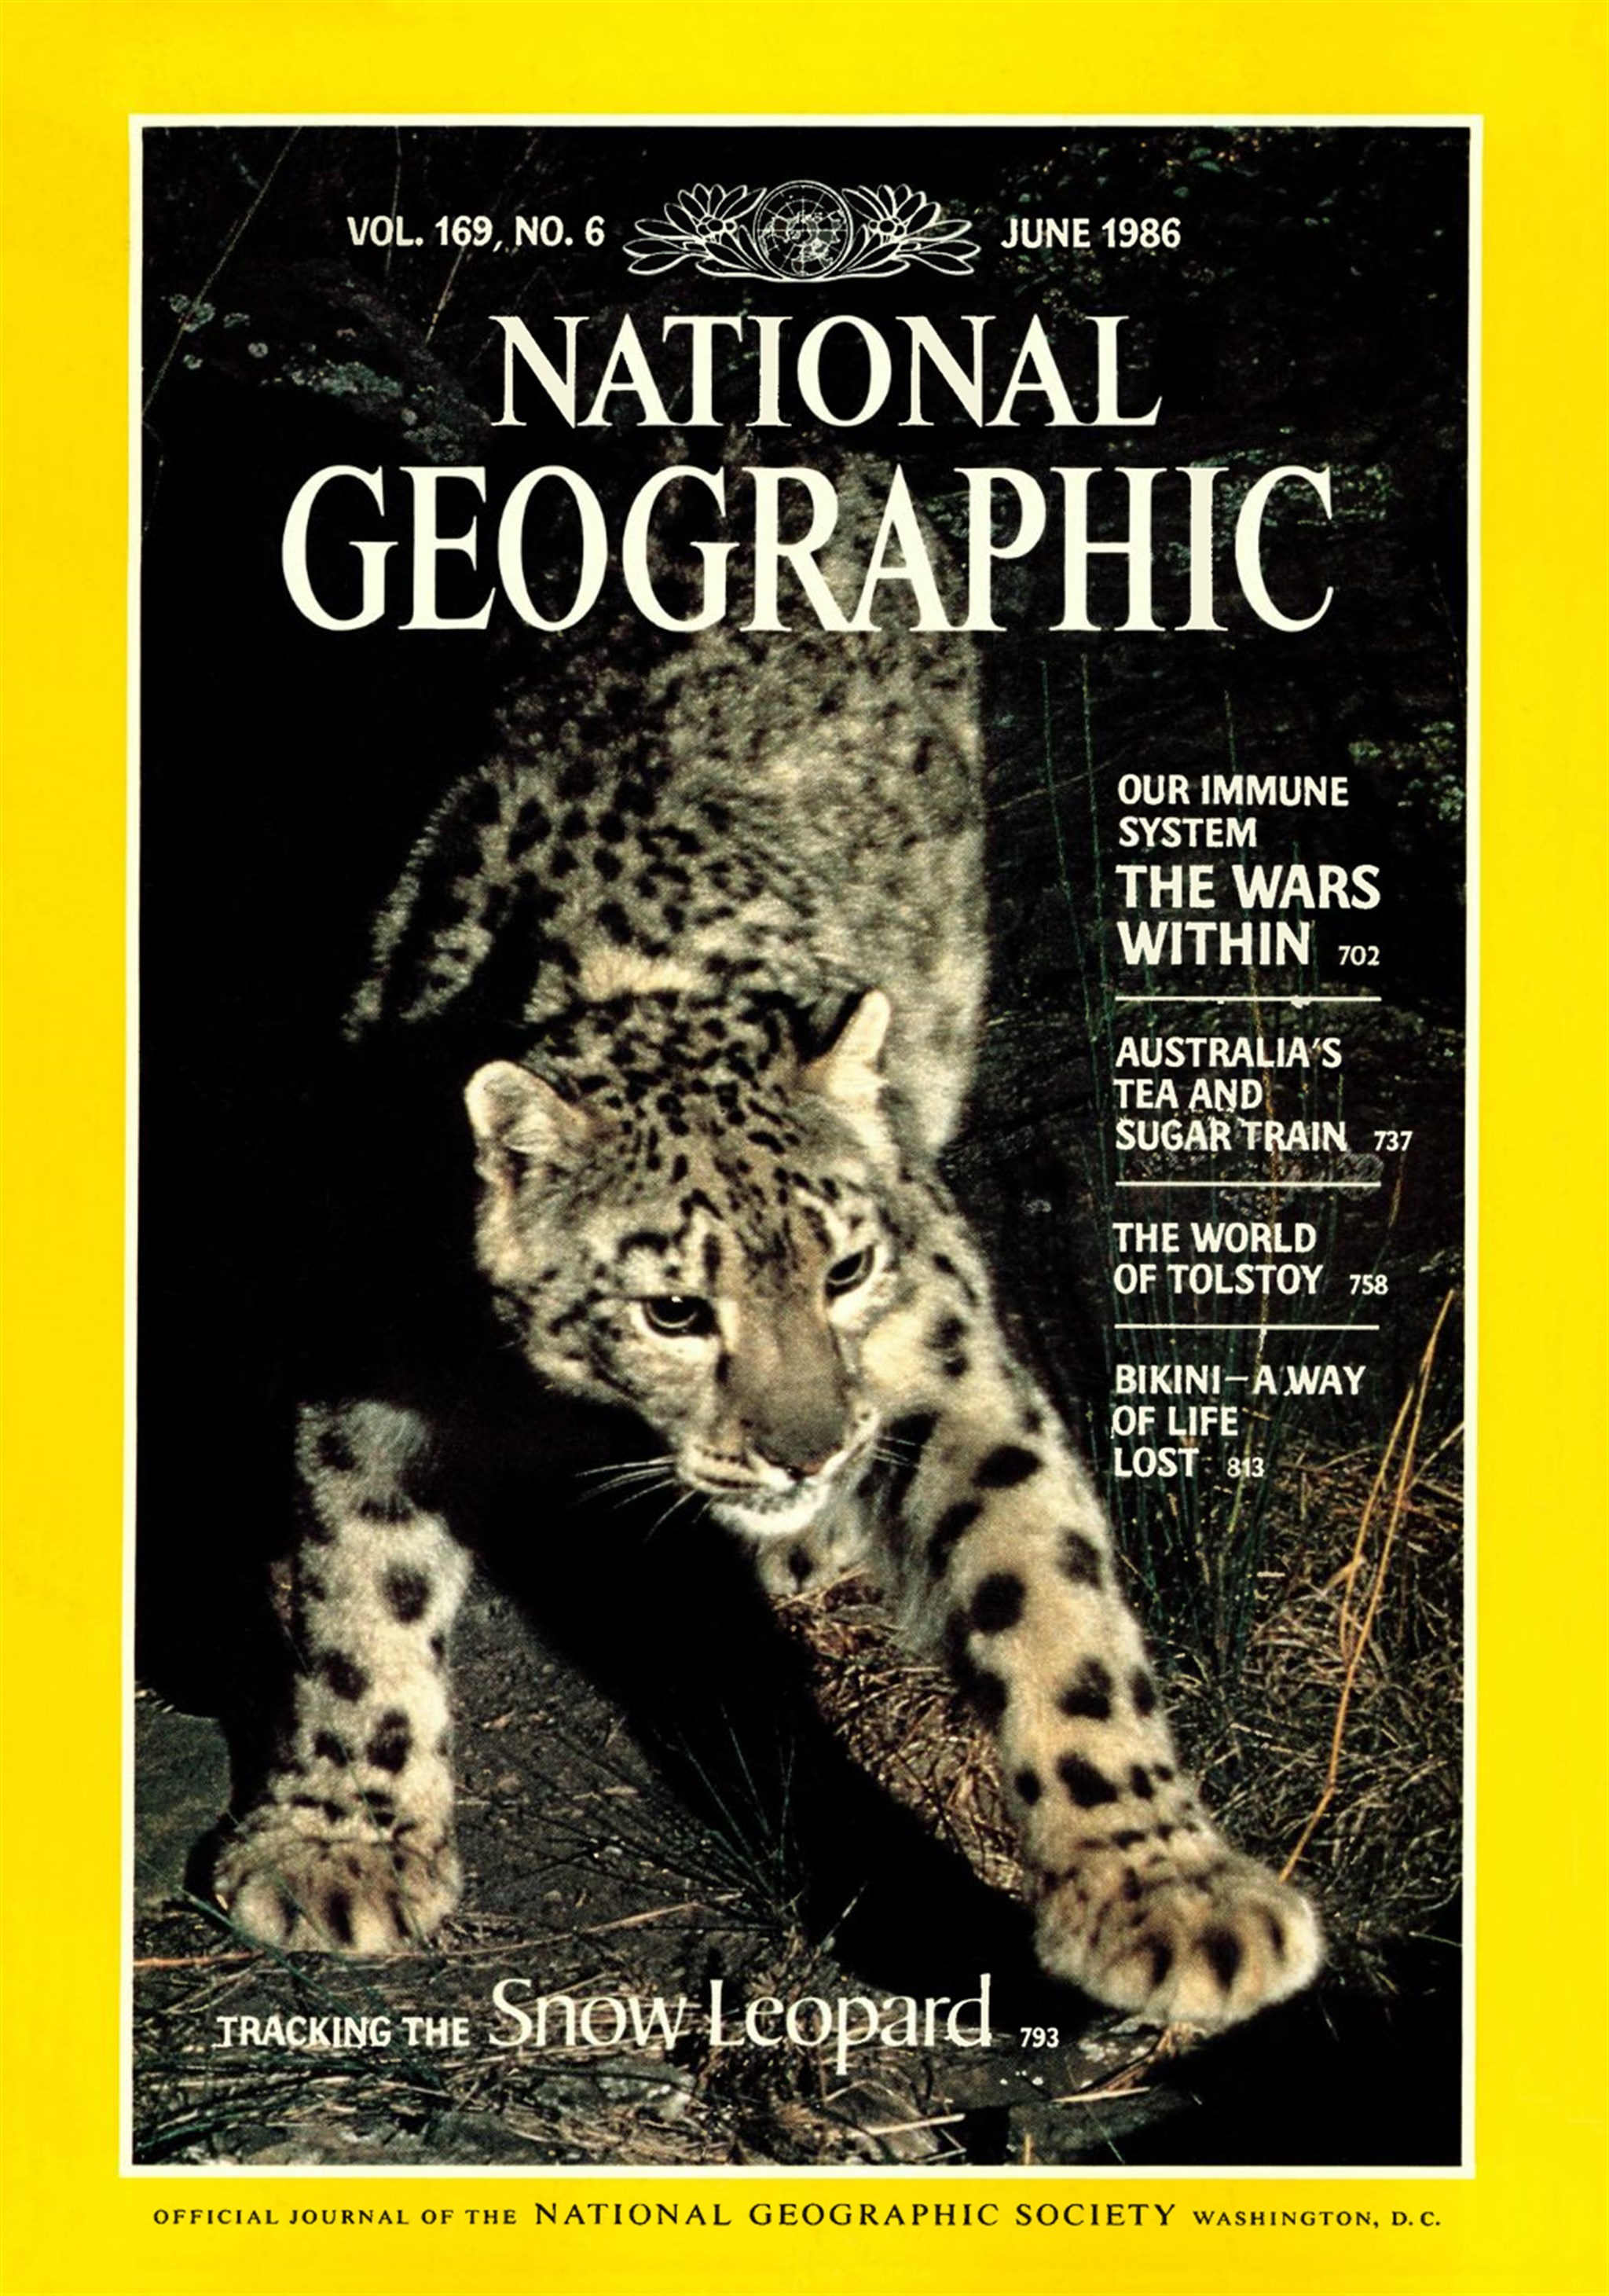 VOL. 169, NO. 6
JUNE 1986
NATIONAL
GEOGRAPHIC
OUR IMMUNE
SYSTEM
THE WARS
WITHIN 702
AUSTRALIA'S
TEA AND
SUGAR TRAIN 737
THE WORLD
OF TOLSTOY 758
BIKINI—A WAY
OF LIFE
LOST 813
TRACKING THE Snow Leopard 793
OFFICIAL JOURNAL OF THE NATIONAL GEOGRAPHIC SOCIETY WASHINGTON, D.C.